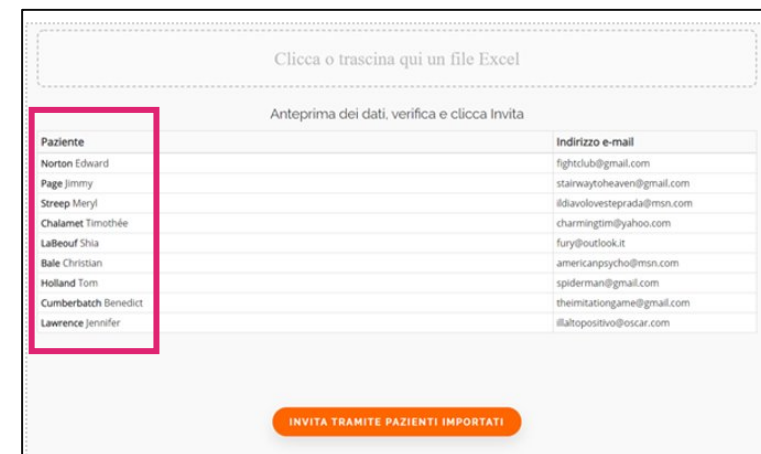 Clicca o trascina qui un file Excel
Anteprima dei dati, verifica e clicca Invita
Paziente Indirizzo e-mail
Norton Edward fightclub@gmail.com
Page Jimmy stairwaytoheaven@gmail.com
Streep Meryl ildiavolovesteprada@msn.com
Chalamet Timothée charmingtim@yahoo.com
LaBeouf Shia fury@outlook.it
Bale Christian americanpsycho@msn.com
Holland Tom spiderman@gmail.com
Cumberbatch Benedict theimitationgame@gmail.com
Lawrence Jennifer illaltopositivo@oscar.com
INVITA TRAMITE PAZIENTI IMPORTATI